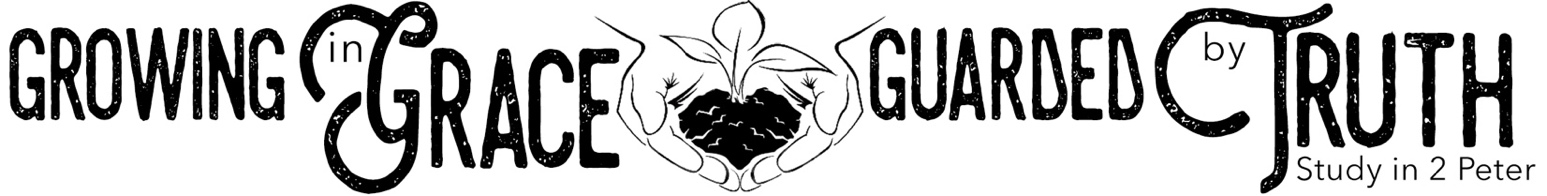 GROWING in GRACE GUARDED by TRUTH
Study in 2 Peter